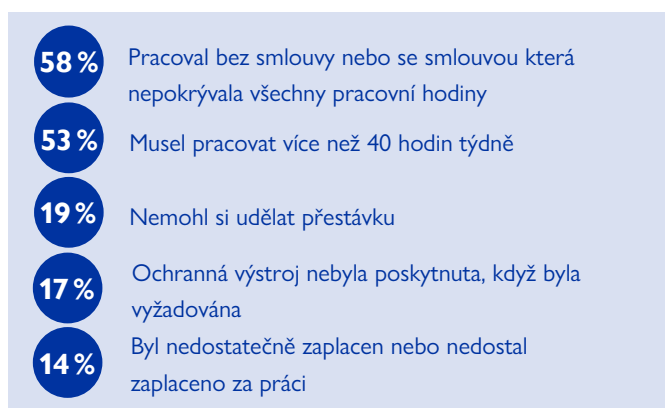 58 %
Pracoval bez smlouvy nebo se smlouvou která
nepokrývala všechny pracovní hodiny
53 %
Musel pracovat více než 40 hodin týdně
19 %
Nemohl si udělat přestávku
17 %
Ochranná výstroj nebyla poskytnuta, když byla
vyžadována
14 %
Byl nedostatečně zaplacen nebo nedostal
zaplaceno za práci